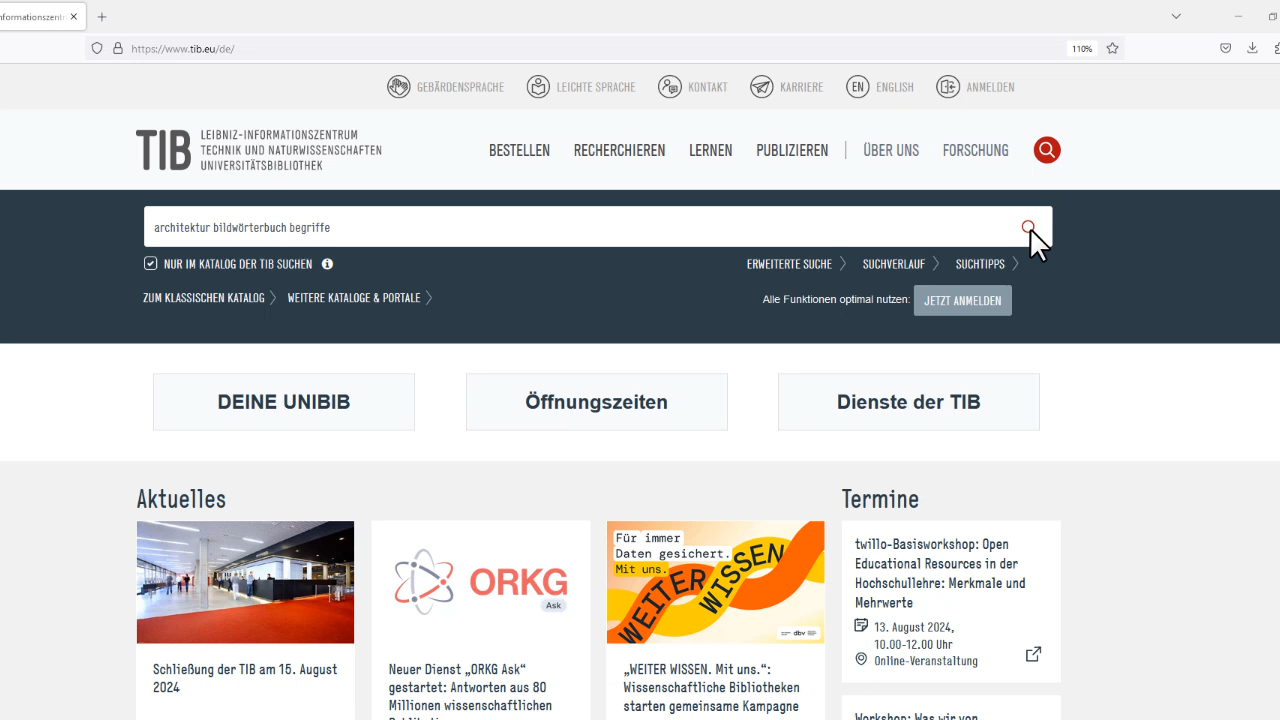 nformationszentr
https://www.tib.eu/de/
110%
GEBÄRDENSPRACHE
LEICHTE SPRACHE
KONTAKT
KARRIERE
EN ENGLISH
ANMELDEN
TIB
LEIBNIZ-INFORMATIONSZENTRUM
TECHNIK UND NATURWISSENSCHAFTEN
UNIVERSITÄTSBIBLIOTHEK
BESTELLEN
RECHERCHIEREN
LERNEN
PUBLIZIEREN
ÜBER UNS
FORSCHUNG
architektur bildwörterbuch begriffe
NUR IM KATALOG DER TIB SUCHEN
ERWEITERTE SUCHE
SUCHVERLAUF
SUCHTIPPS
ZUM KLASSISCHEN KATALOG
WEITERE KATALOGE & PORTALE
Alle Funktionen optimal nutzen:
JETZT ANMELDEN
DEINE UNIBIB
Öffnungszeiten
Dienste der TIB
Aktuelles
Schließung der TIB am 15. August
2024
ORKG
Ask
Neuer Dienst „ORKG Ask“
gestartet: Antworten aus 80
Millionen wissenschaftlichen
Für immer
Daten gesichert.
Mit uns.
WEITER WISSEN
dbv
„WEITER WISSEN. Mit uns.“:
Wissenschaftliche Bibliotheken
starten gemeinsame Kampagne
Termine
twillo-Basisworkshop: Open
Educational Resources in der
Hochschullehre: Merkmale und
Mehrwerte
13. August 2024,
10.00-12.00 Uhr
Online-Veranstaltung
Workshop: Was wir von